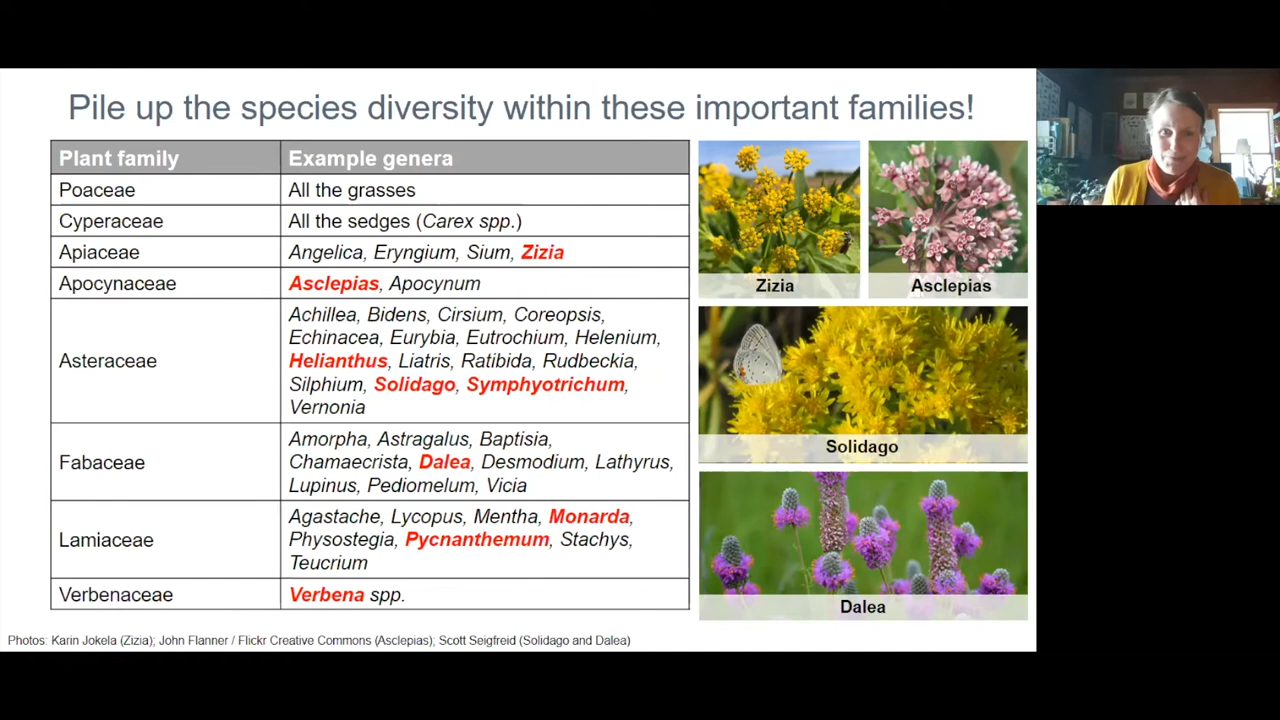 Pile up the species diversity within these important families!
Plant family
Example genera
Poaceae
All the grasses
Cyperaceae
All the sedges (Carex spp.)
Apiaceae
Angelica, Eryngium, Sium, Zizia
Apocynaceae
Asclepias, Apocynum
Asteraceae
Achillea, Bidens, Cirsium, Coreopsis,
Echinacea, Eurybia, Eutrochium, Helenium,
Helianthus, Liatris, Ratibida, Rudbeckia,
Silphium, Solidago, Symphyotrichum,
Vernonia
Fabaceae
Amorpha, Astragalus, Baptisia,
Chamaecrista, Dalea, Desmodium, Lathyrus,
Lupinus, Pediomelum, Vicia
Lamiaceae
Agastache, Lycopus, Mentha, Monarda,
Physostegia, Pycnanthemum, Stachys,
Teucrium
Verbenaceae
Verbena spp.
Zizia
Asclepias
Solidago
Dalea
Photos: Karin Jokela (Zizia); John Flanner / Flickr Creative Commons (Asclepias); Scott Seigfreid (Solidago and Dalea)